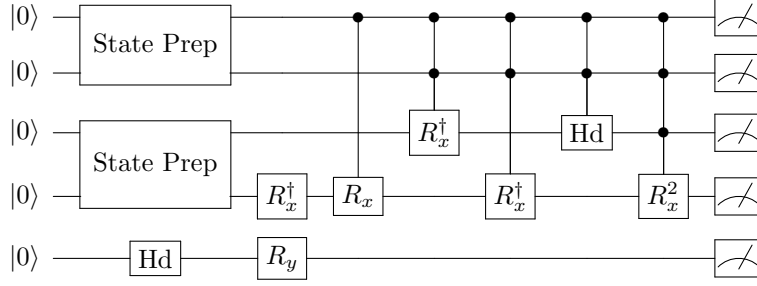 |0⟩
State Prep
|0⟩
|0⟩ R_x^† Hd
State Prep
|0⟩ R_x^† R_x R_x^† R_x^2
|0⟩ Hd R_y